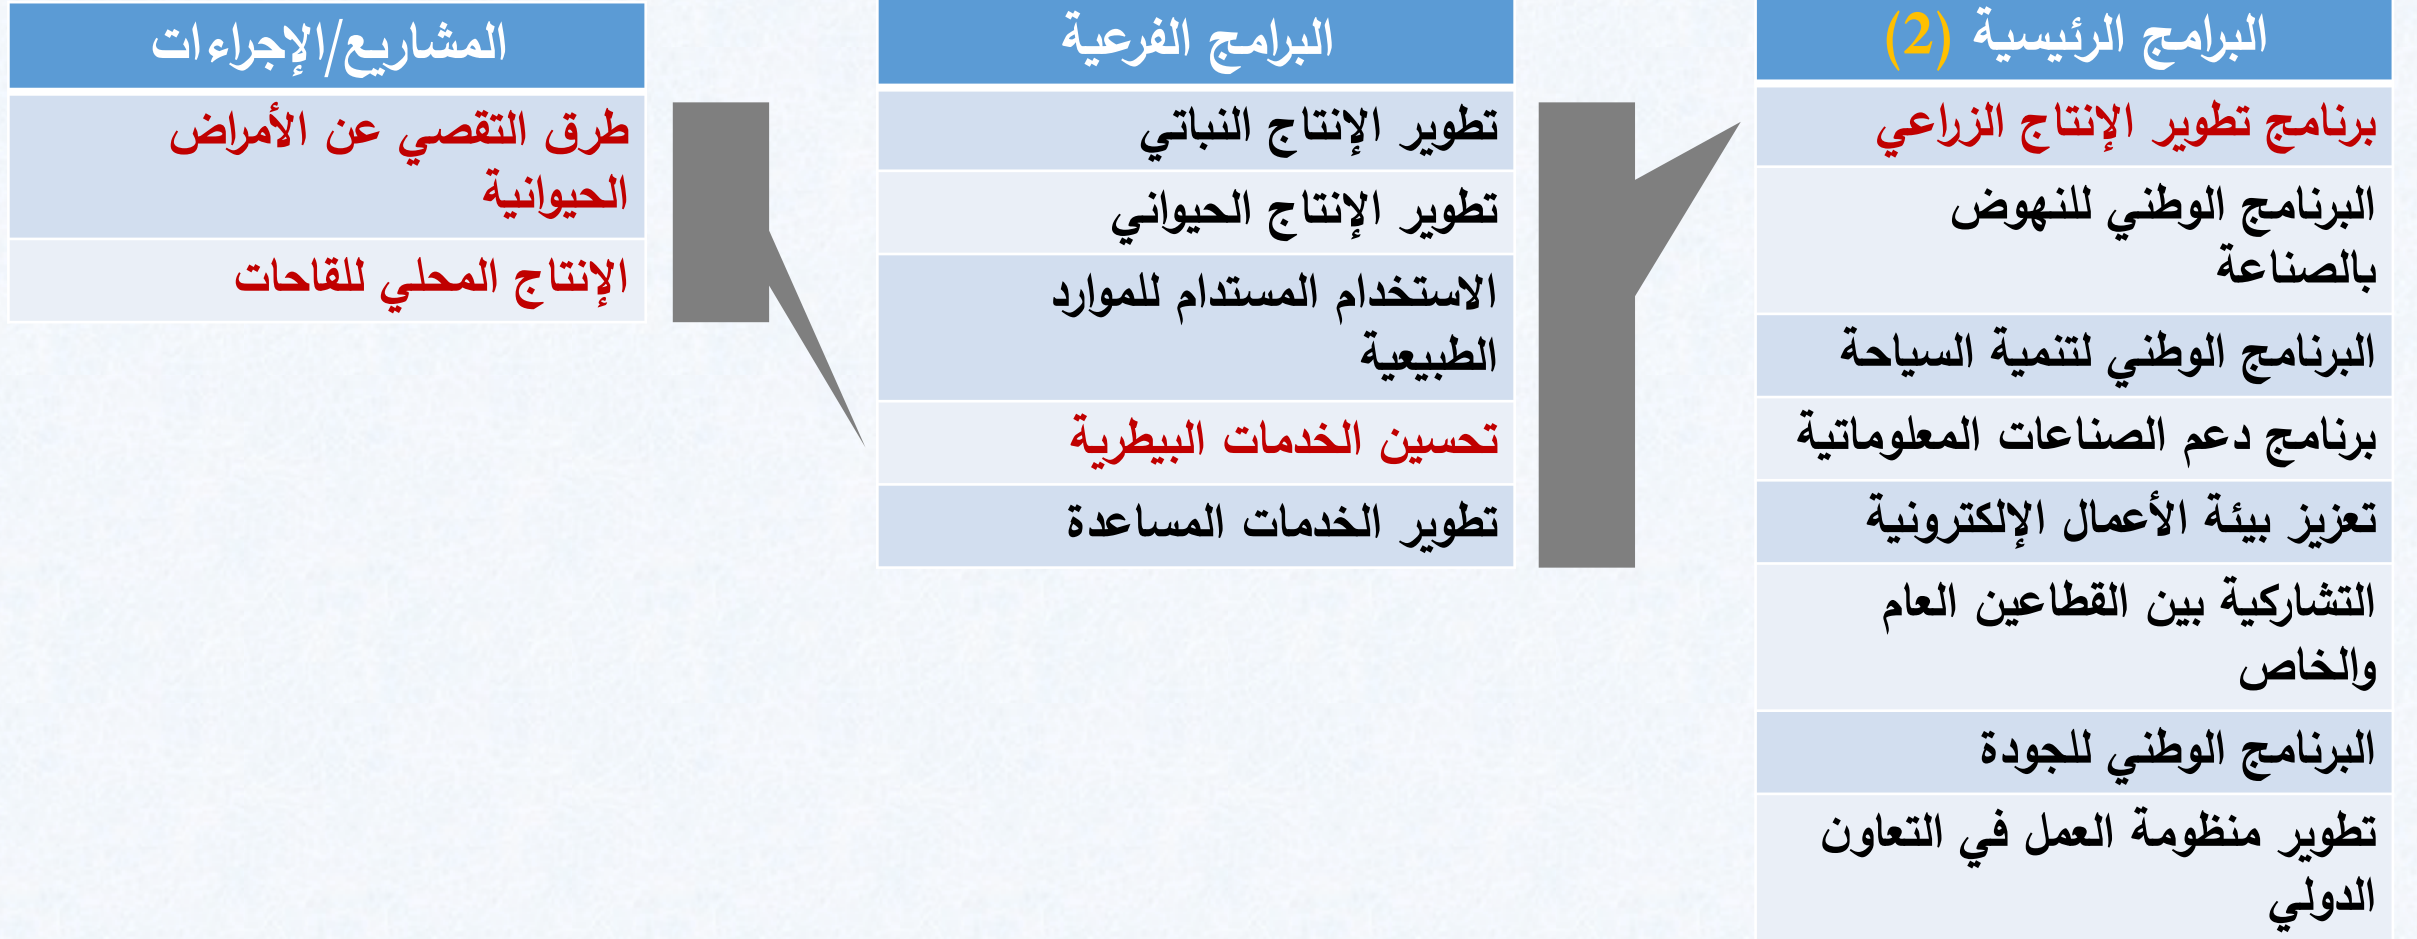 البرامج الرئيسية (2)
برنامج تطوير الإنتاج الزراعي
البرنامج الوطني للنهوض
بالصناعة
البرنامج الوطني لتنمية السياحة
برنامج دعم الصناعات المعلوماتية
تعزيز بيئة الأعمال الإلكترونية
التشاركية بين القطاعين العام
والخاص
البرنامج الوطني للجودة
تطوير منظومة العمل في التعاون
الدولي
البرامج الفرعية
تطوير الإنتاج النباتي
تطوير الإنتاج الحيواني
الاستخدام المستدام للموارد
الطبيعية
تحسين الخدمات البيطرية
تطوير الخدمات المساعدة
المشاريع/الإجراءات
طرق التقصي عن الأمراض
الحيوانية
الإنتاج المحلي للقاحات